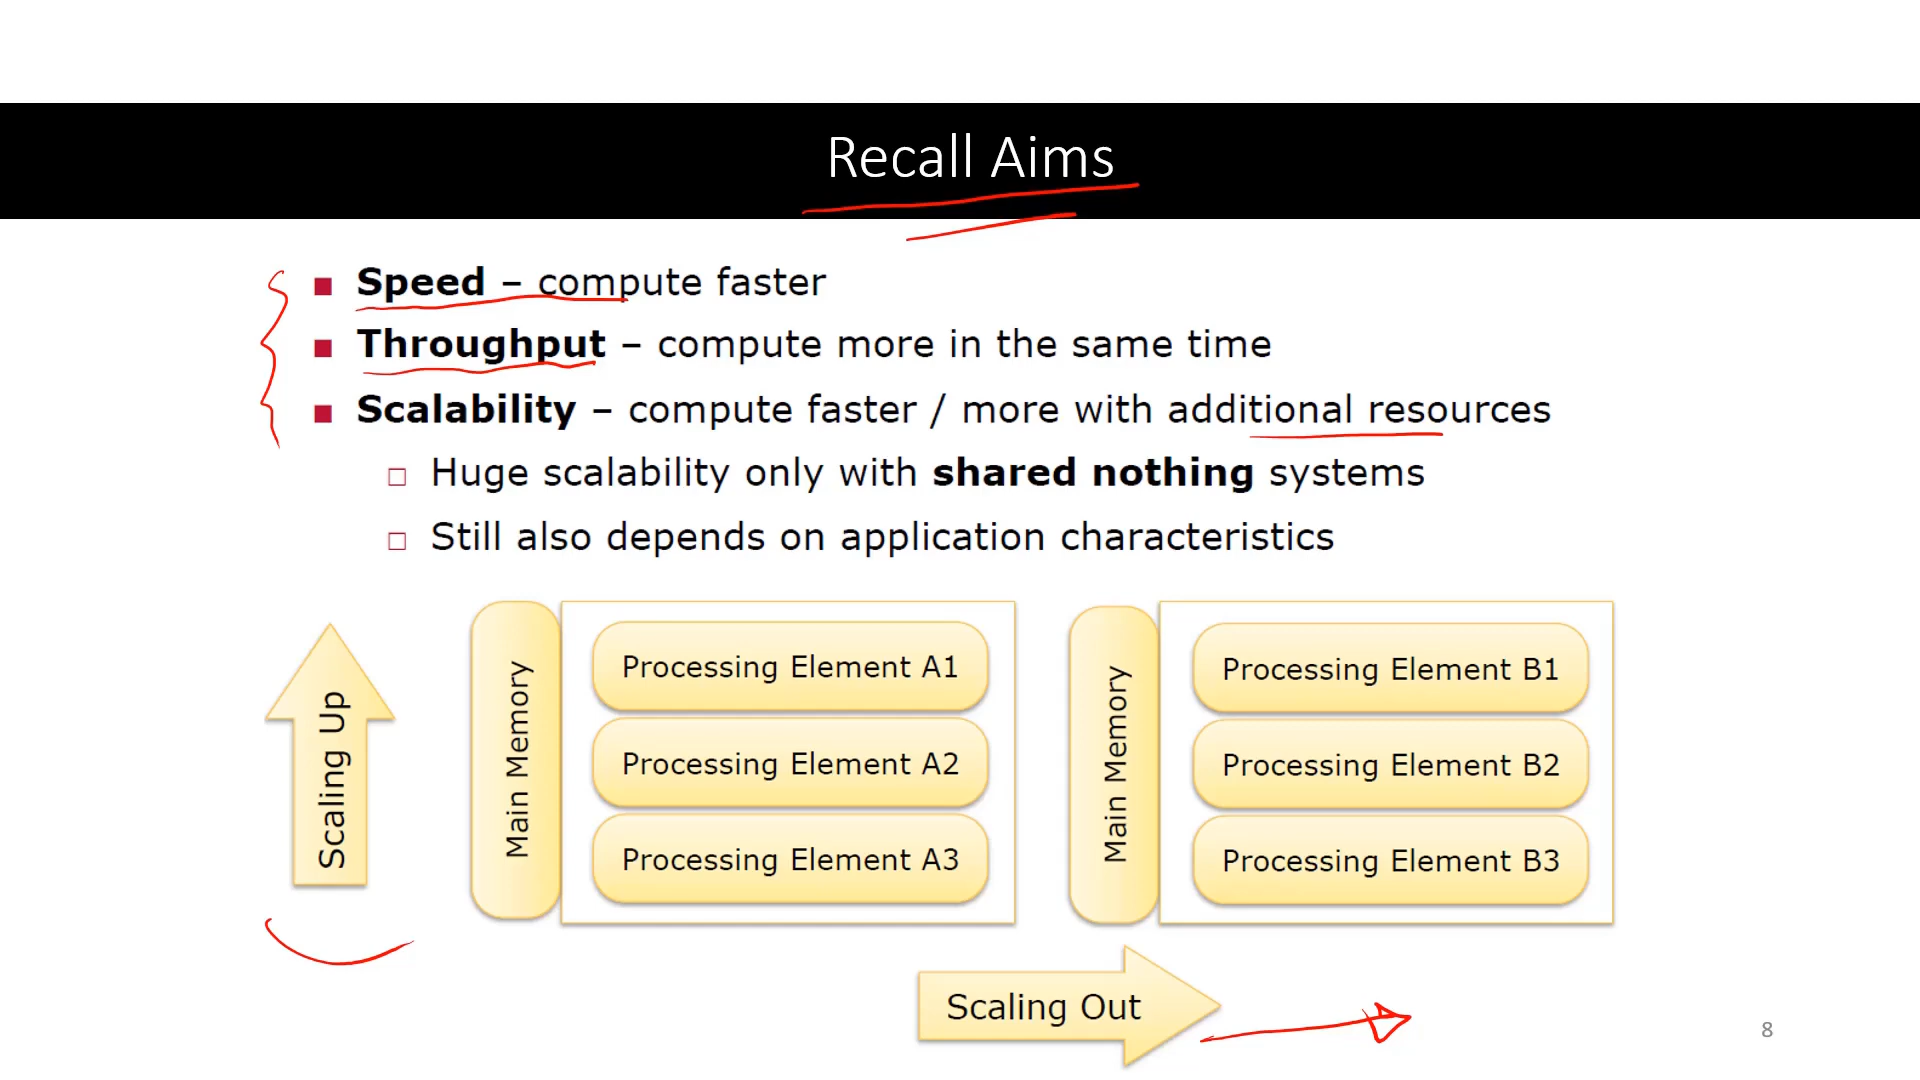 Recall Aims
■ Speed – compute faster
■ Throughput – compute more in the same time
■ Scalability – compute faster / more with additional resources
□ Huge scalability only with shared nothing systems
□ Still also depends on application characteristics
Scaling Up
Main Memory
Processing Element A1
Processing Element A2
Processing Element A3
Main Memory
Processing Element B1
Processing Element B2
Processing Element B3
Scaling Out
8